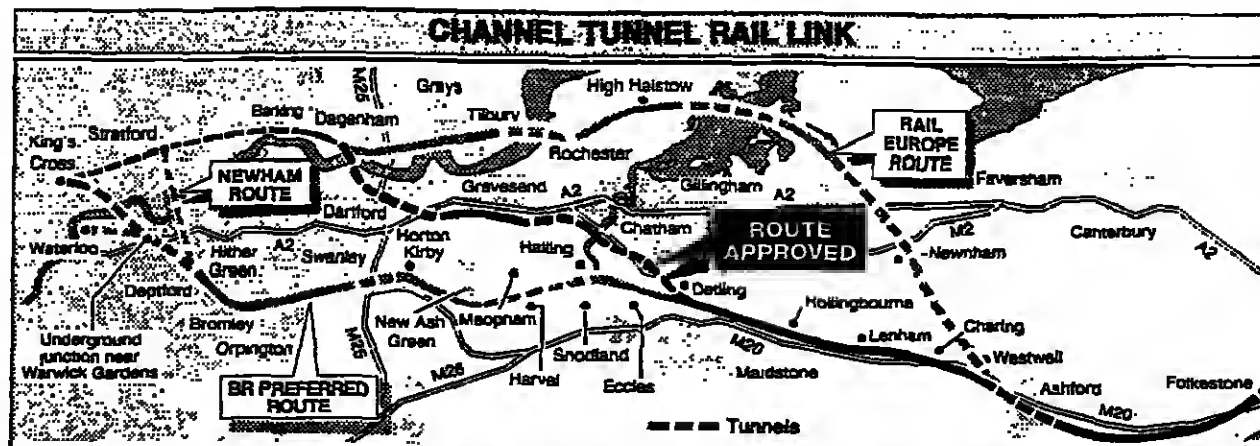 CHANNEL TUNNEL RAIL LINK
M25
Grays
High Halstow
Barking
Dagenham
Tilbury
Stratford
King's
Cross
Rochester
RAIL
EUROPE
ROUTE
NEWHAM
ROUTE
Gravesend
A2
Gillingham
A2
Faversham
Dartford
Chatham
ROUTE
APPROVED
M2
Newnham
Canterbury
A2
Waterloo
Hither
Green
A2
Swanley
Horton
Kirby
Halling
Detling
Deptford
Hollingbourne
Bromley
New Ash
Green
Meopham
Lenham
Charing
Westwell
Underground
junction near
Warwick Gardens
Orpington
M25
Snodland
M20
Maidstone
BR PREFERRED
ROUTE
M26
Harvel
Eccles
Ashford
Folkestone
M20
Tunnels